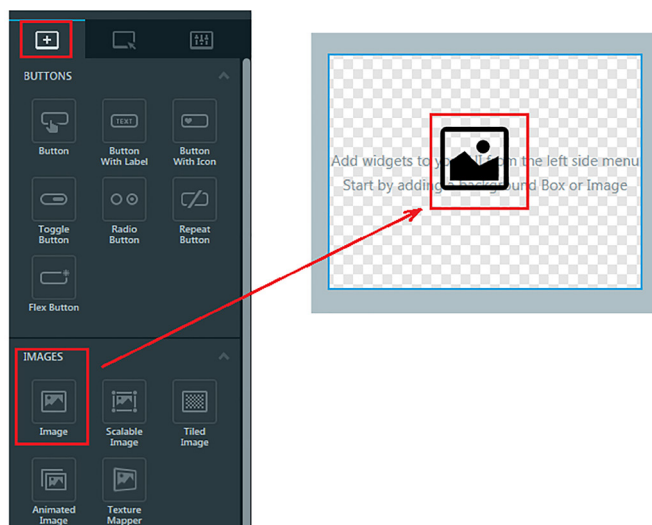 BUTTONS
Button
Button With Label
TEXT
Button With Icon
Toggle Button
Radio Button
Repeat Button
Flex Button
IMAGES
Image
Scalable Image
Tiled Image
Animated Image
Texture Mapper
Add widgets to from the left side menu
Start by adding a background Box or Image